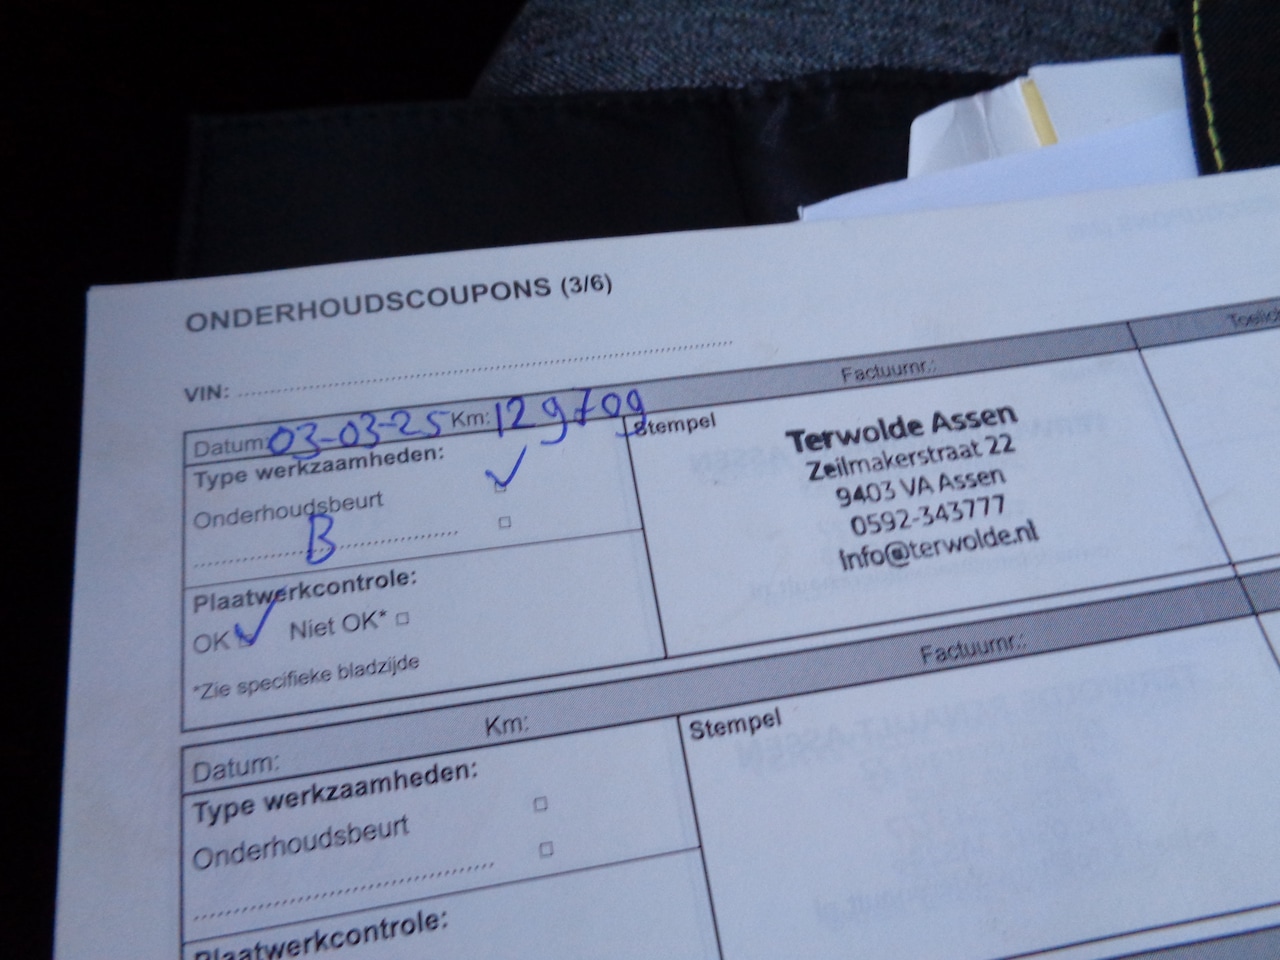 ONDERHOUDSCOUPONS (3/6)
VIN:
Factuurnr.:
Datum: 03-03-25 Km: 129709
Type werkzaamheden:
Onderhoudsbeurt
B
Plaatwerkcontrole:
OK Niet OK*
*Zie specifieke bladzijde
Stempel
Terwolde Assen
Zeilmakerstraat 22
9403 VA Assen
0592-343777
Info@terwolde.nl
Factuurnr.:
Datum: Km:
Type werkzaamheden:
Onderhoudsbeurt
Plaatwerkcontrole:
Stempel